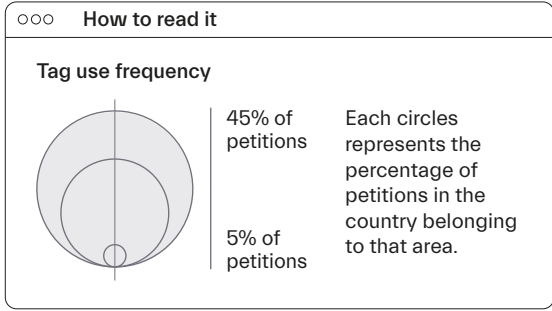 How to read it
Tag use frequency
45% of
petitions
5% of
petitions
Each circles
represents the
percentage of
petitions in the
country belonging
to that area.